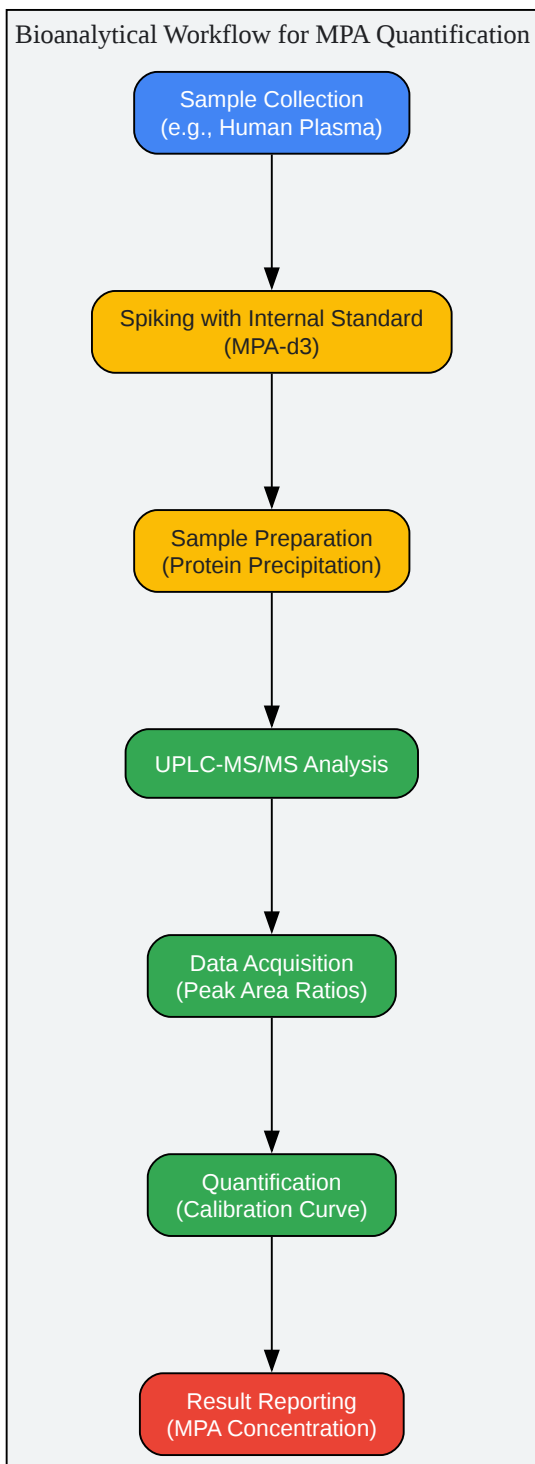 Bioanalytical Workflow for MPA Quantification
Sample Collection
(e.g., Human Plasma)
Spiking with Internal Standard
(MPA-d3)
Sample Preparation
(Protein Precipitation)
UPLC-MS/MS Analysis
Data Acquisition
(Peak Area Ratios)
Quantification
(Calibration Curve)
Result Reporting
(MPA Concentration)